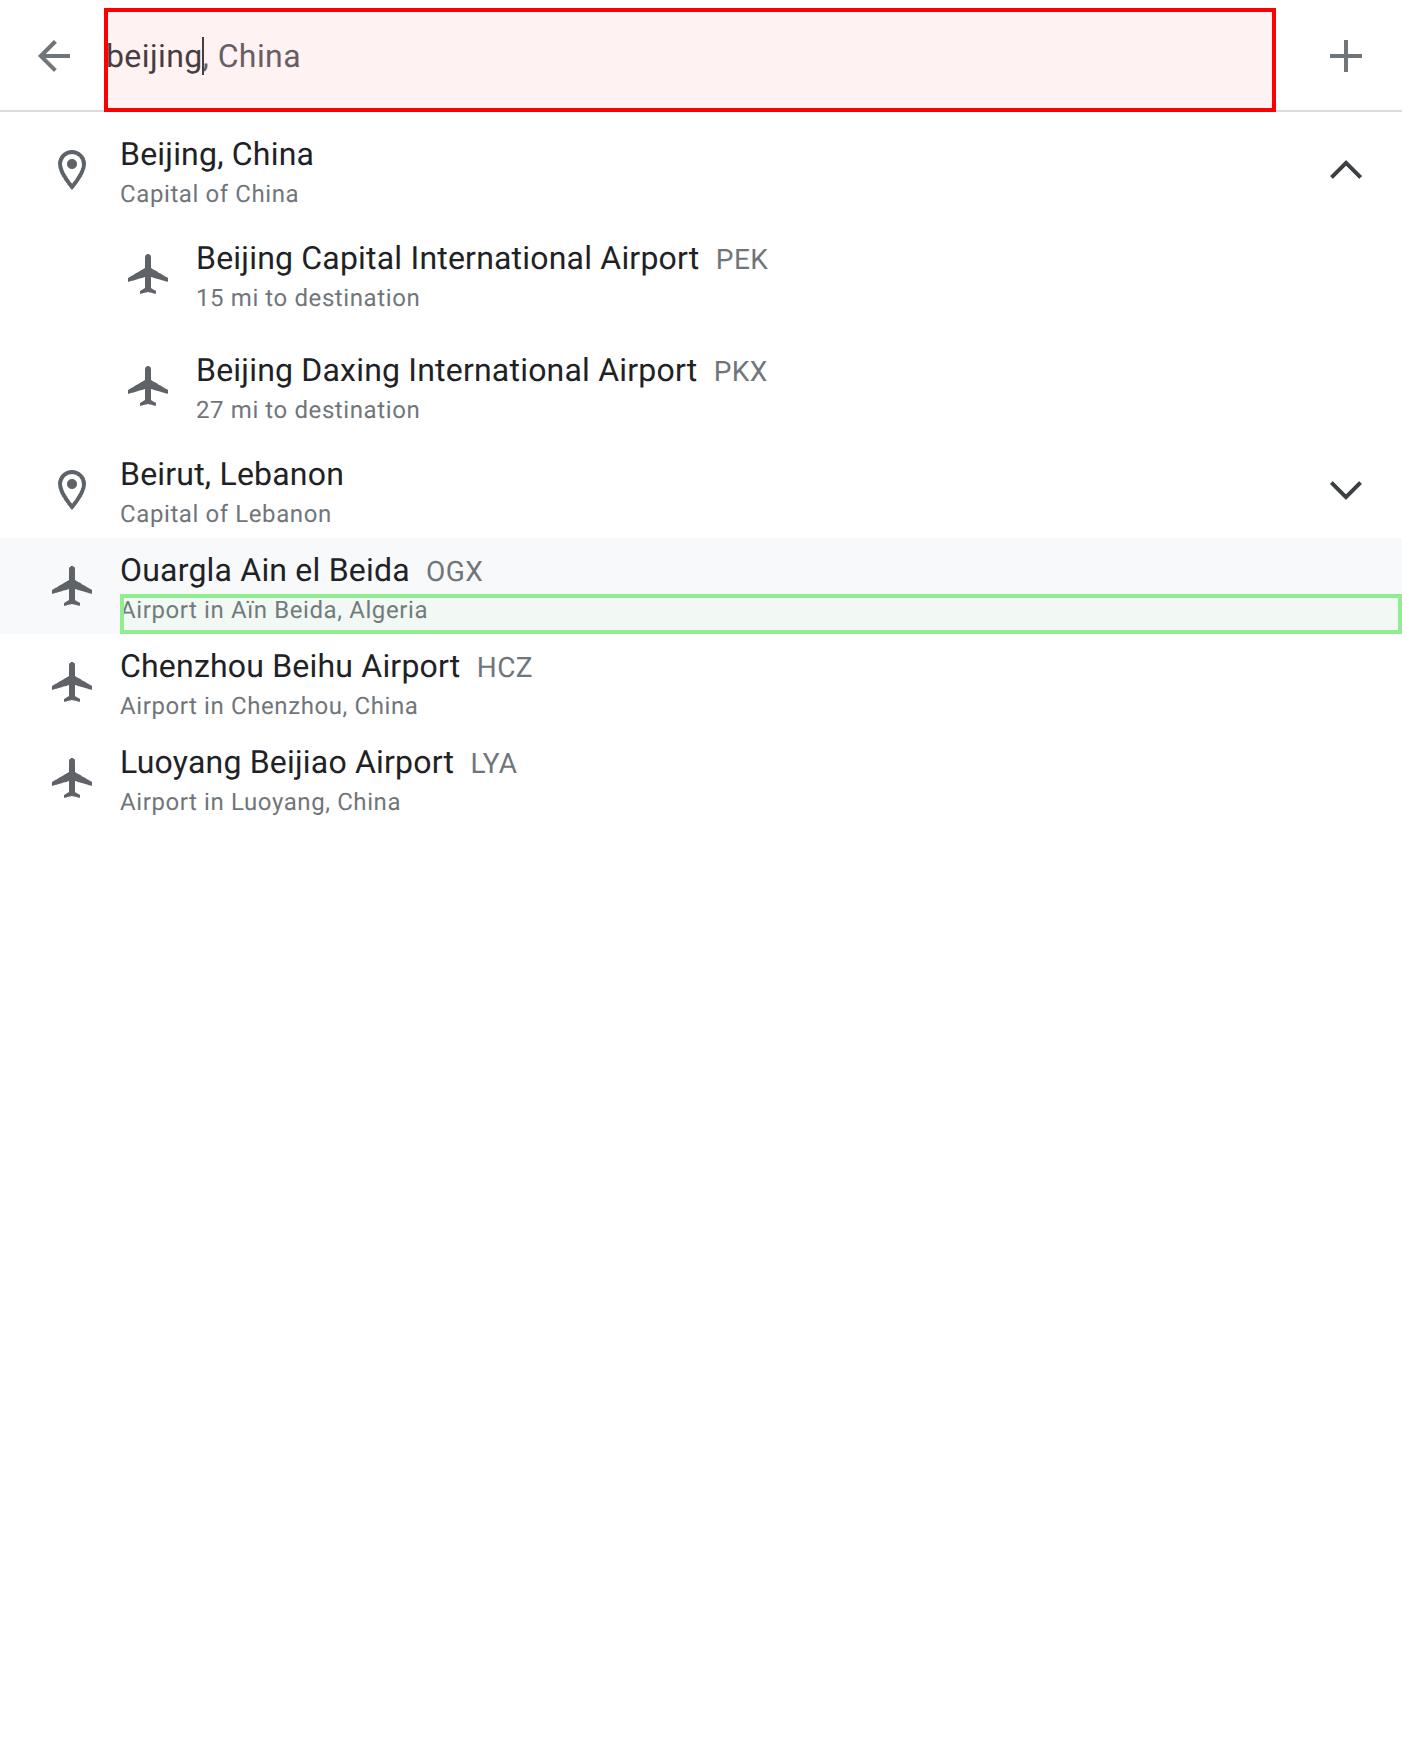 beijing, China
Beijing, China
Capital of China
Beijing Capital International Airport PEK
15 mi to destination
Beijing Daxing International Airport PKX
27 mi to destination
Beirut, Lebanon
Capital of Lebanon
Ouargla Ain el Beida OGX
Airport in Aïn Beida, Algeria
Chenzhou Beihu Airport HCZ
Airport in Chenzhou, China
Luoyang Beijiao Airport LYA
Airport in Luoyang, China